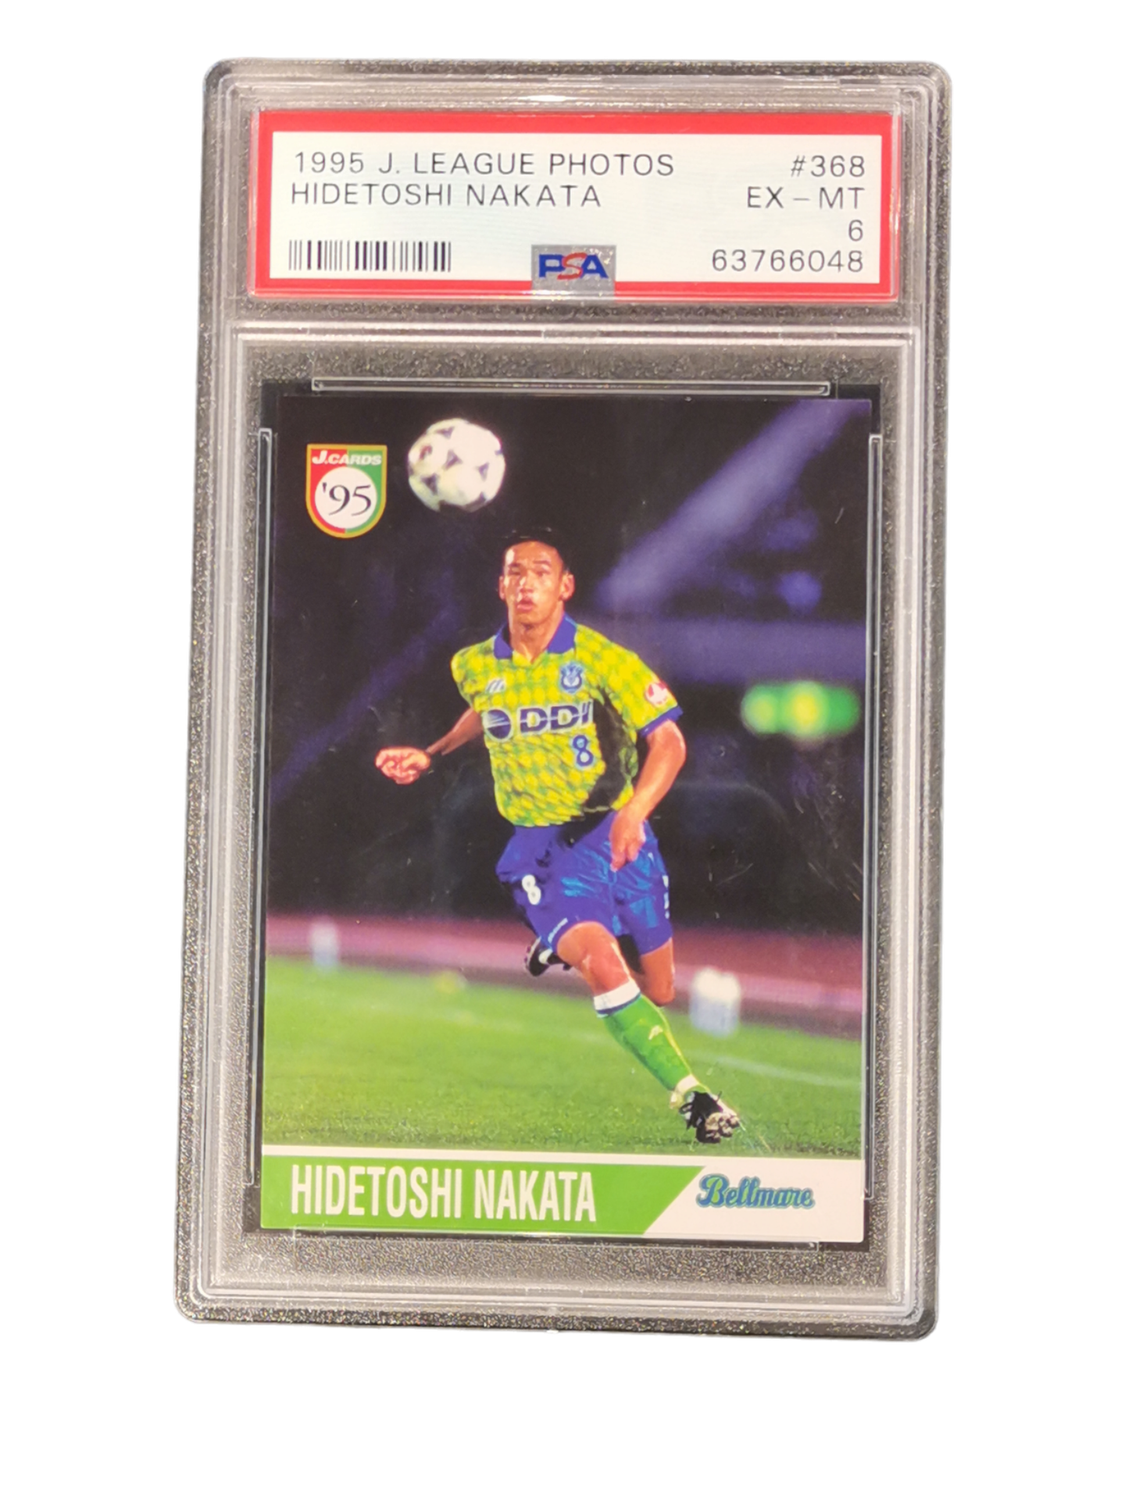 1995 J. LEAGUE PHOTOS #368
HIDETOSHI NAKATA EX - MT
6
PSA 63766048
J.CARDS
'95
DDI
8
8
HIDETOSHI NAKATA Bellmare